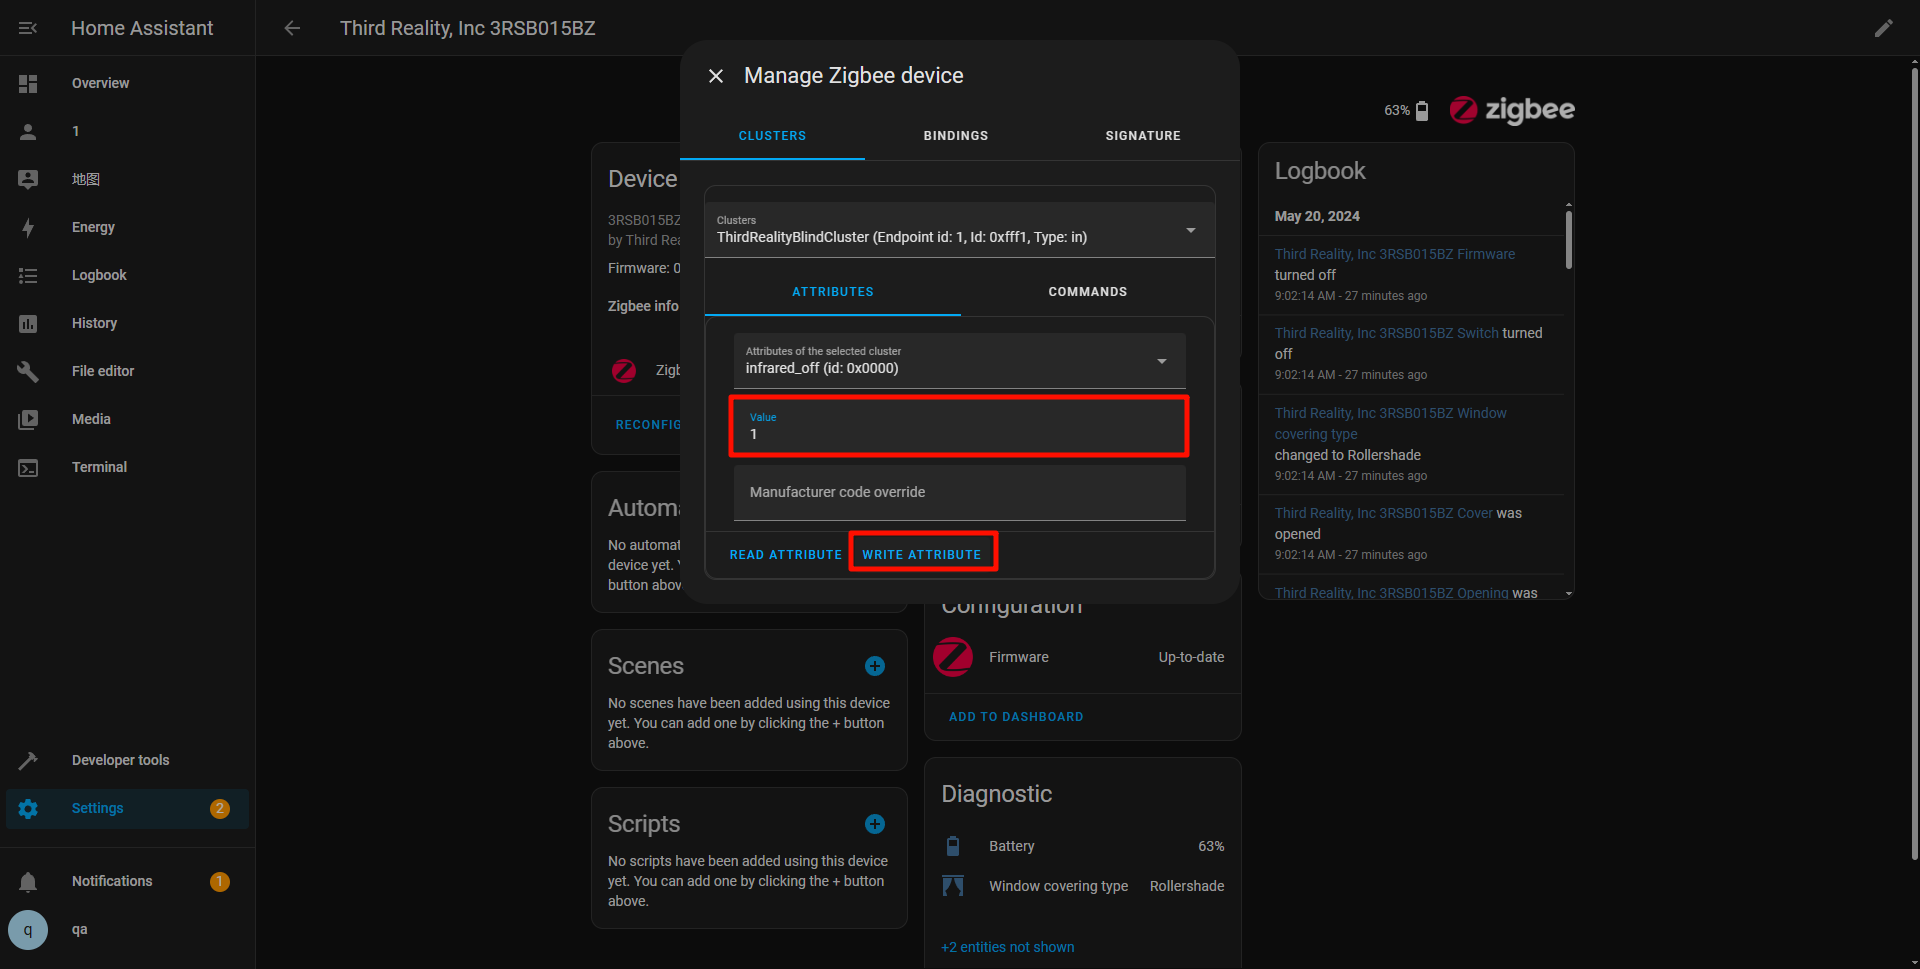 Home Assistant
Third Reality, Inc 3RSB015BZ
Overview
1
地图
Energy
Logbook
History
File editor
Media
Terminal
Developer tools
Settings
2
Notifications
1
q
qa
Manage Zigbee device
CLUSTERS
BINDINGS
SIGNATURE
Clusters
ThirdRealityBlindCluster (Endpoint id: 1, Id: 0xfff1, Type: in)
ATTRIBUTES
COMMANDS
Attributes of the selected cluster
infrared_off (id: 0x0000)
Value
1
Manufacturer code override
READ ATTRIBUTE
WRITE ATTRIBUTE
Device
3RSB015BZ
by Third Rea
Firmware: 0
Zigbee info
Zigb
RECONFIG
Automa
No automat
device yet.
button abov
Scenes
No scenes have been added using this device
yet. You can add one by clicking the + button
above.
Scripts
No scripts have been added using this device
yet. You can add one by clicking the + button
above.
Configuration
Firmware
Up-to-date
ADD TO DASHBOARD
Diagnostic
Battery
63%
Window covering type
Rollershade
+2 entities not shown
63%
zigbee
Logbook
May 20, 2024
Third Reality, Inc 3RSB015BZ Firmware
turned off
9:02:14 AM - 27 minutes ago
Third Reality, Inc 3RSB015BZ Switch turned
off
9:02:14 AM - 27 minutes ago
Third Reality, Inc 3RSB015BZ Window
covering type
changed to Rollershade
9:02:14 AM - 27 minutes ago
Third Reality, Inc 3RSB015BZ Cover was
opened
9:02:14 AM - 27 minutes ago
Third Reality, Inc 3RSB015BZ Opening was